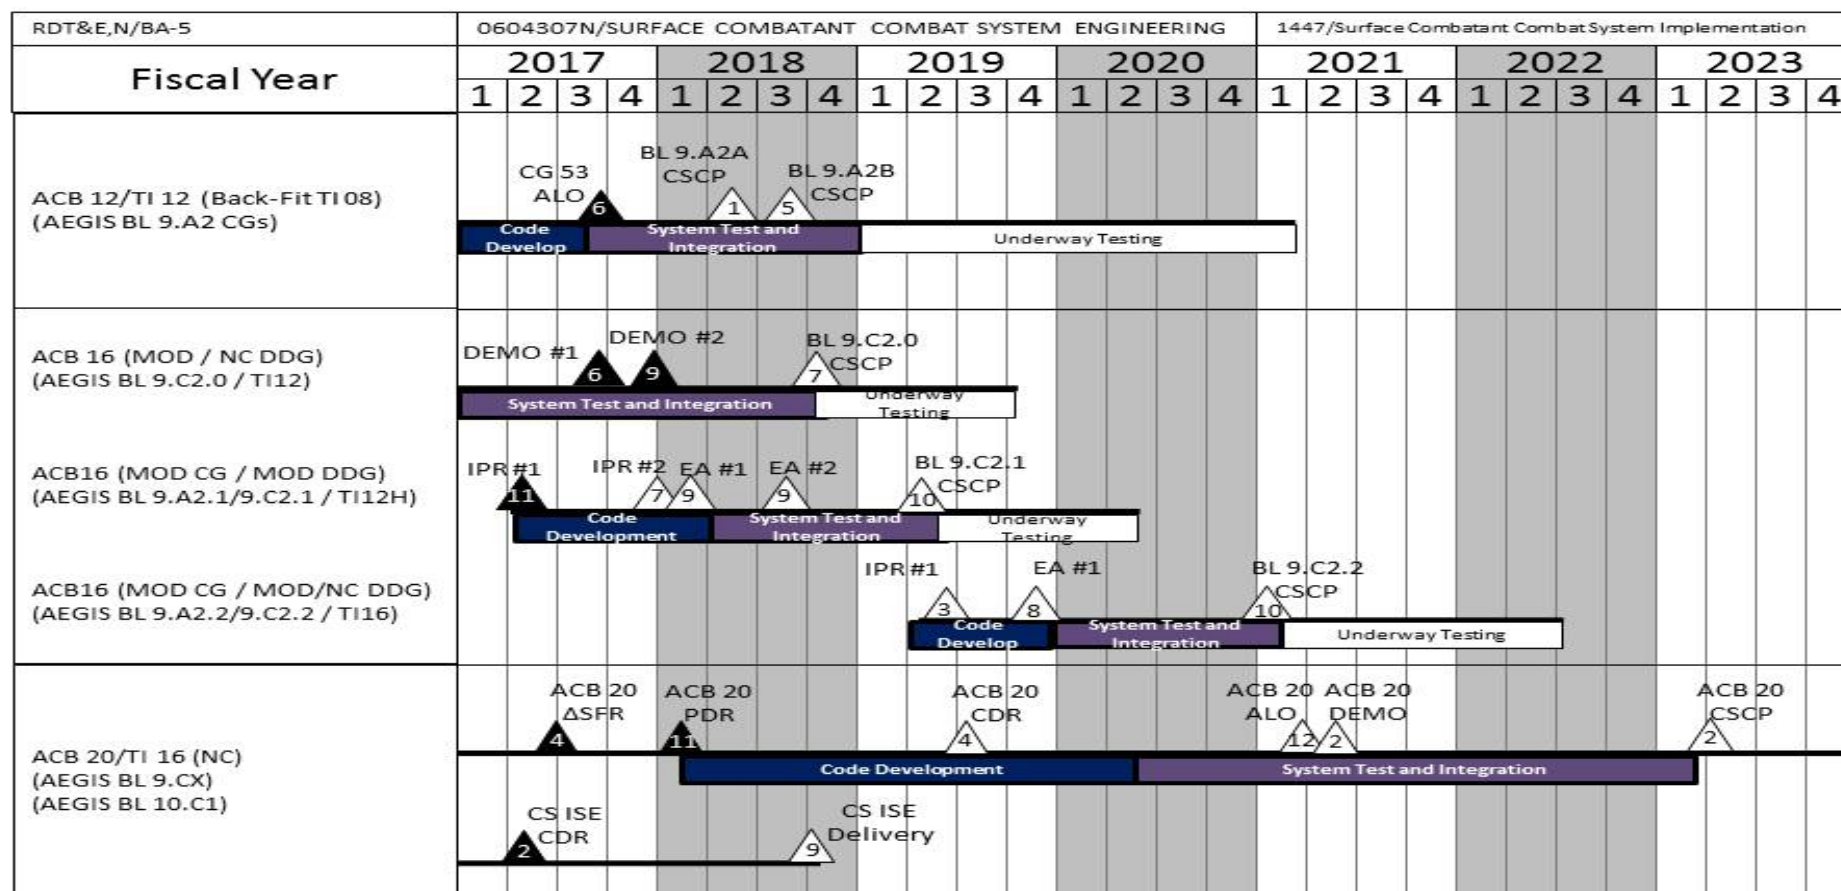 RDT&E,N/BA-5
0604307N/SURFACE COMBATANT COMBAT SYSTEM ENGINEERING
1447/Surface Combatant Combat System Implementation
Fiscal Year
2017 2018 2019 2020 2021 2022 2023
1 2 3 4 1 2 3 4 1 2 3 4 1 2 3 4 1 2 3 4 1 2 3 4 1 2 3 4
ACB 12/TI 12 (Back-Fit TI 08)
(AEGIS BL 9.A2 CGs)
CG 53
ALO
6
BL 9.A2A
CSCP
1
BL 9.A2B
CSCP
5
Code
Develop
System Test and
Integration
Underway Testing
ACB 16 (MOD / NC DDG)
(AEGIS BL 9.C2.0 / TI12)
DEMO #1
6
DEMO #2
9
BL 9.C2.0
CSCP
7
System Test and Integration
Underway
Testing
ACB16 (MOD CG / MOD DDG)
(AEGIS BL 9.A2.1/9.C2.1 / TI12H)
IPR #1
11
IPR #2
7
EA #1
9
EA #2
9
BL 9.C2.1
CSCP
10
Code
Development
System Test and
Integration
Underway
Testing
ACB16 (MOD CG / MOD/NC DDG)
(AEGIS BL 9.A2.2/9.C2.2 / TI16)
IPR #1
3
EA #1
8
BL 9.C2.2
CSCP
10
Code
Develop
System Test and
Integration
Underway Testing
ACB 20/TI 16 (NC)
(AEGIS BL 9.CX)
(AEGIS BL 10.C1)
ACB 20
ΔSFR
4
ACB 20
PDR
11
ACB 20
CDR
4
ACB 20
ALO
12
ACB 20
DEMO
2
ACB 20
CSCP
2
Code Development
System Test and Integration
CS ISE
CDR
2
CS ISE
Delivery
9